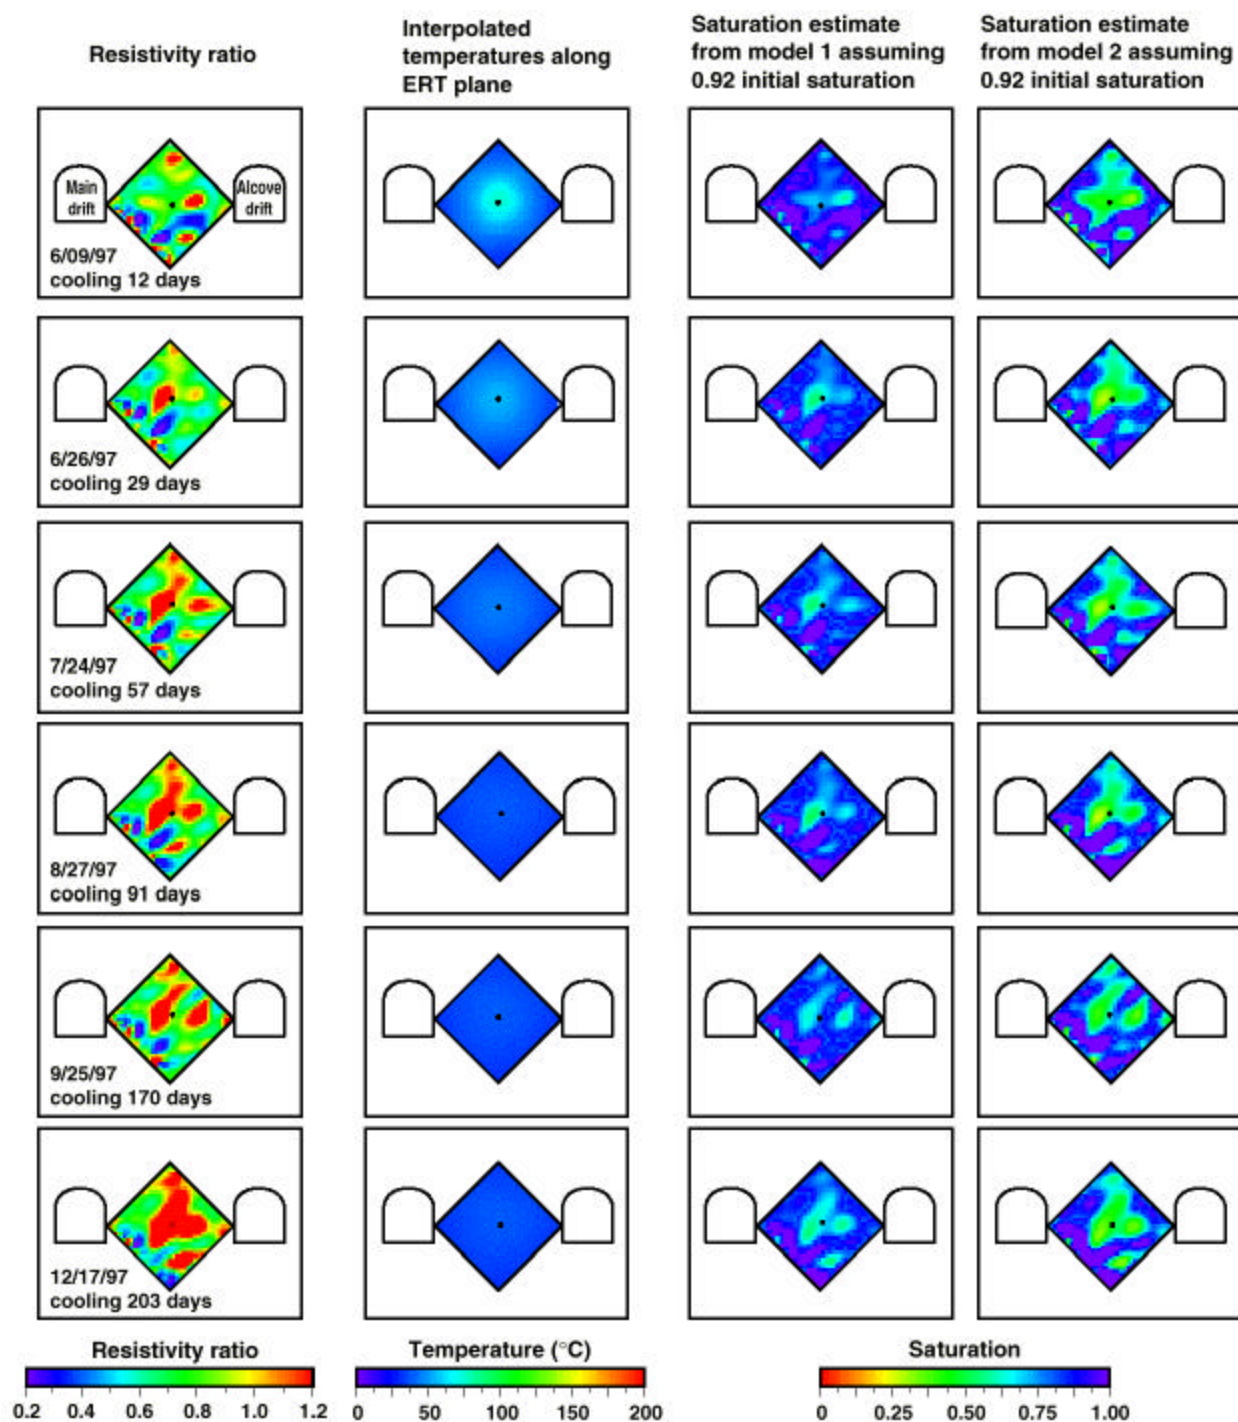 Resistivity ratio
Interpolated
temperatures along
ERT plane
Saturation estimate
from model 1 assuming
0.92 initial saturation
Saturation estimate
from model 2 assuming
0.92 initial saturation
Main
drift
Alcove
drift
6/09/97
cooling 12 days
6/26/97
cooling 29 days
7/24/97
cooling 57 days
8/27/97
cooling 91 days
9/25/97
cooling 170 days
12/17/97
cooling 203 days
Resistivity ratio
0.2 0.4 0.6 0.8 1.0 1.2
Temperature (°C)
0 50 100 150 200
Saturation
0 0.25 0.50 0.75 1.00